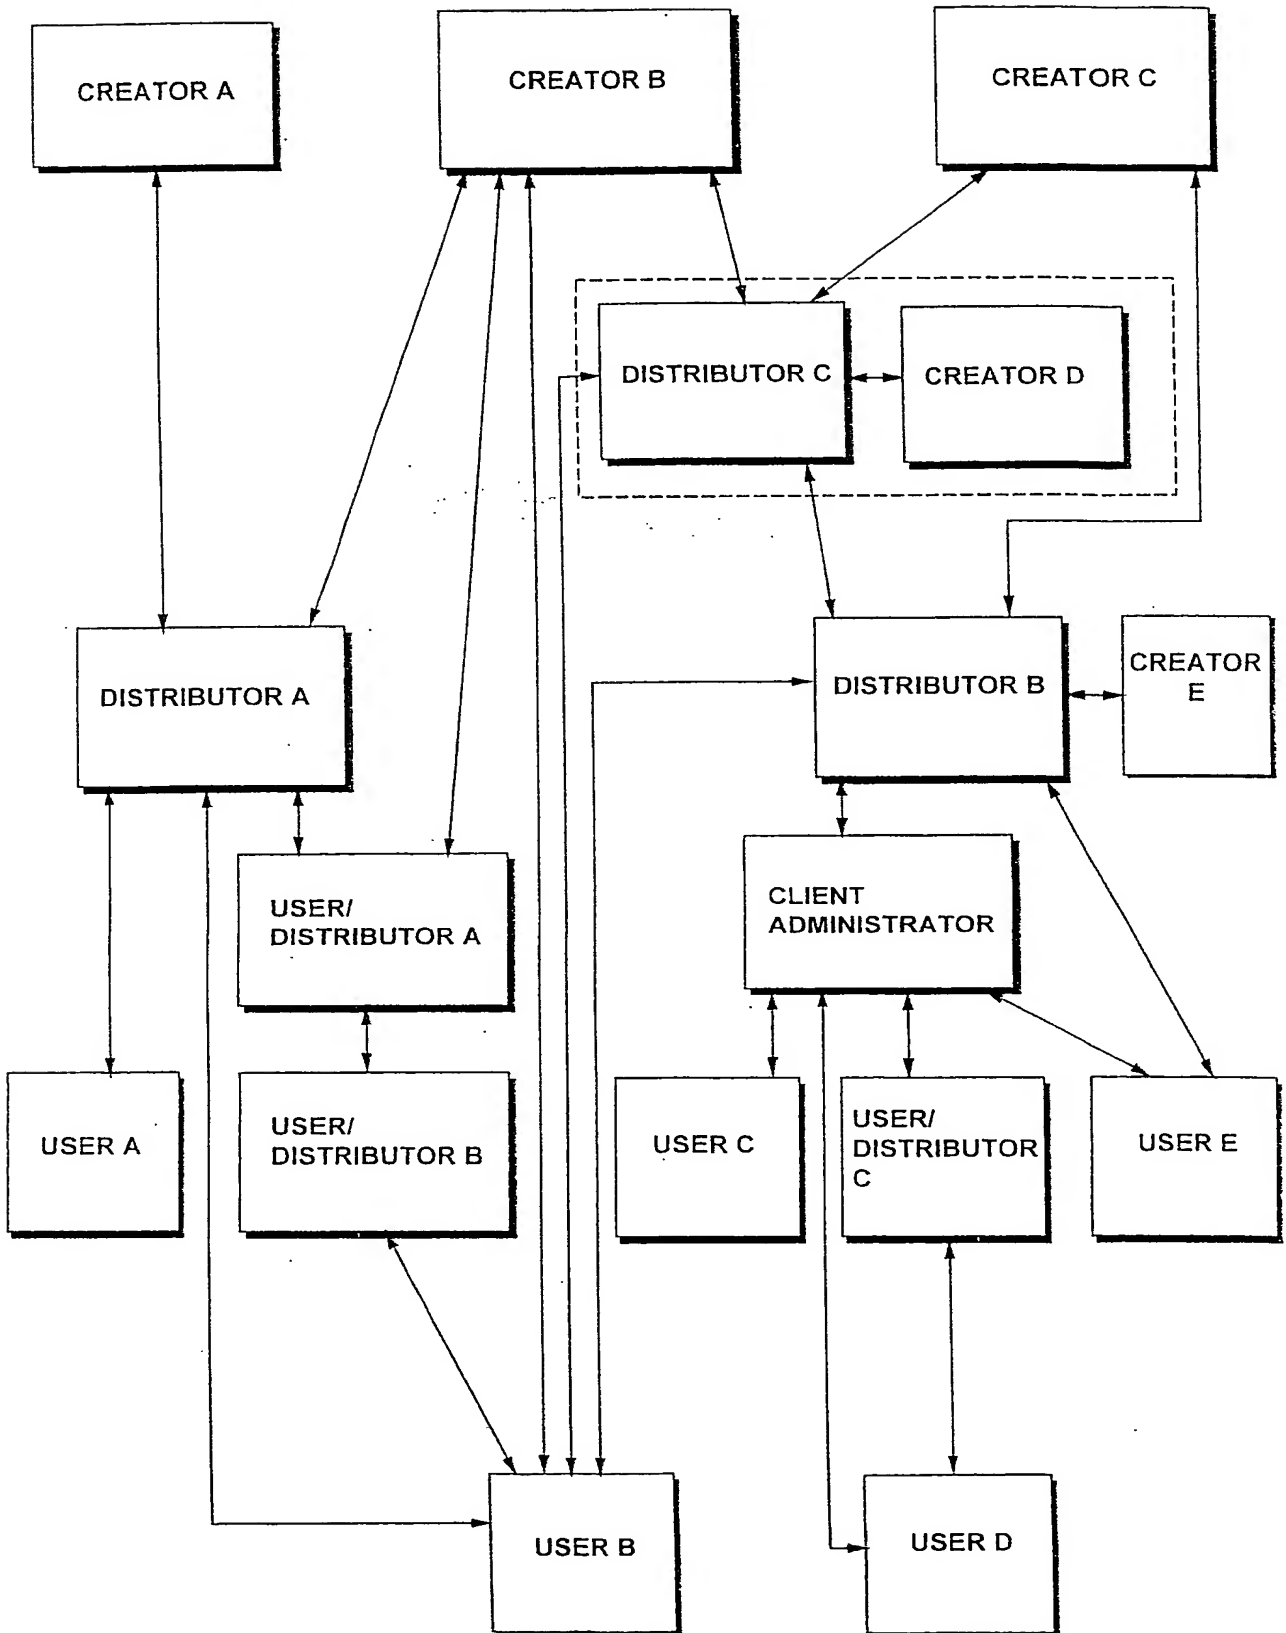 CREATOR A
CREATOR B
CREATOR C
DISTRIBUTOR C
CREATOR D
DISTRIBUTOR A
DISTRIBUTOR B
CREATOR
E
USER/
DISTRIBUTOR A
CLIENT
ADMINISTRATOR
USER A
USER/
DISTRIBUTOR B
USER C
USER/
DISTRIBUTOR
C
USER E
USER B
USER D